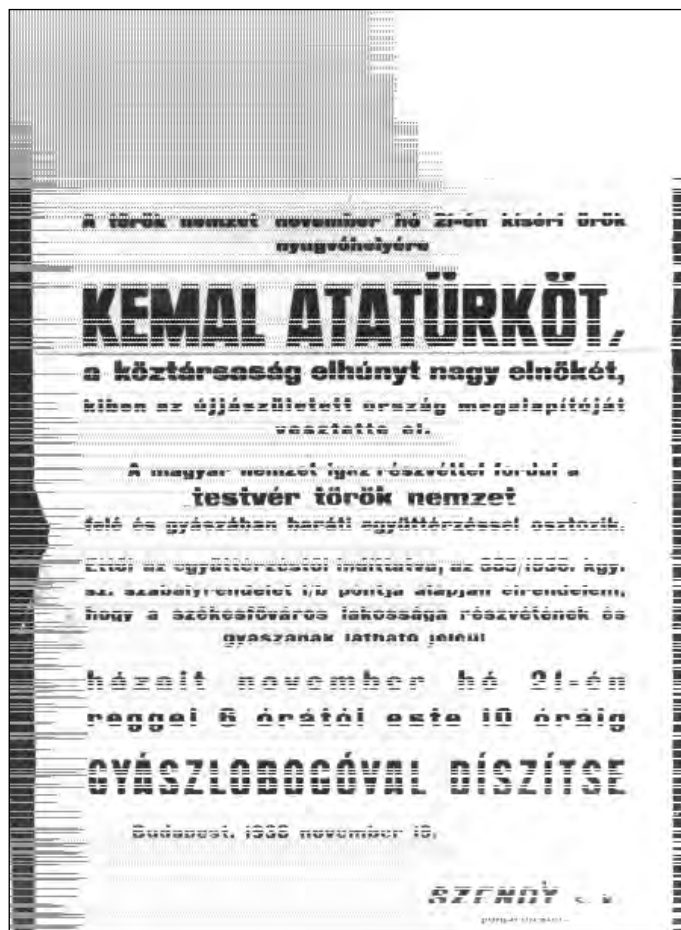 A török nemzet november hó 21-én kiséri örök
nyugvóhelyére
KEMAL ATATÜRKÖT,
a köztársaság elhúnyt nagy elnökét,
kiben az újjászületett ország megalapítóját
vesztette el.
A magyar nemzet igaz részvéttel fordul a
testvér török nemzet
felé és gyászában baráti együttérzéssel osztozik.
Ettől az együttérzéstől indíttatva, az kgy.
sz. szabályrendelet I/b pontja alapján elrendelem,
hogy a székesfőváros lakossága részvétének és
gyászának látható jeléül
házait november hó 21-én
reggel 6 órától este 10 óráig
GYÁSZLOBOGÓVAL DÍSZÍTSE
Budapest, 1938 november
SZENDY s. k.
polgármester